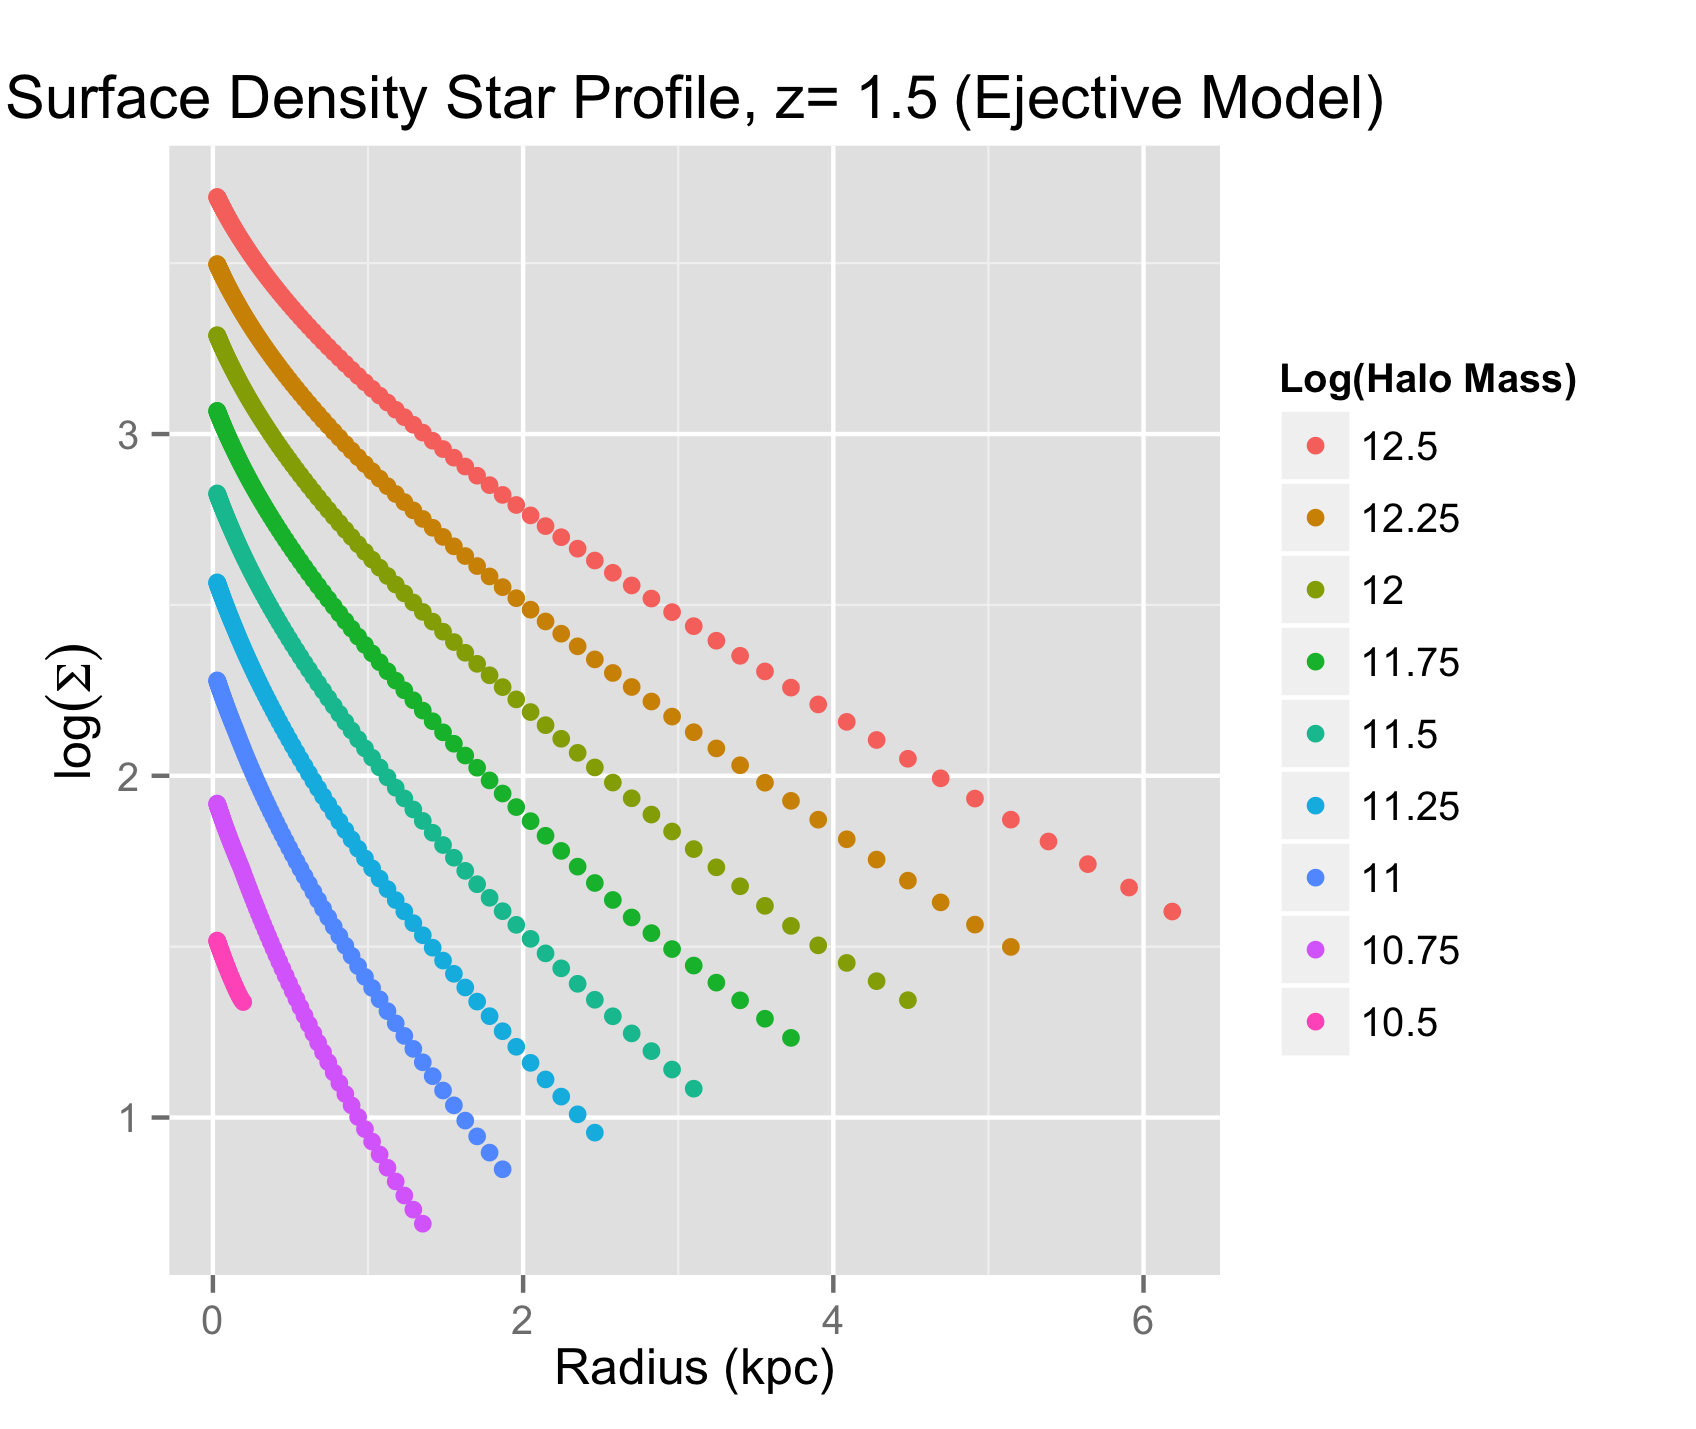 Surface Density Star Profile, z= 1.5 (Ejective Model)
3
2
1
log(Σ)
0 2 4 6
Radius (kpc)
Log(Halo Mass)
12.5
12.25
12
11.75
11.5
11.25
11
10.75
10.5